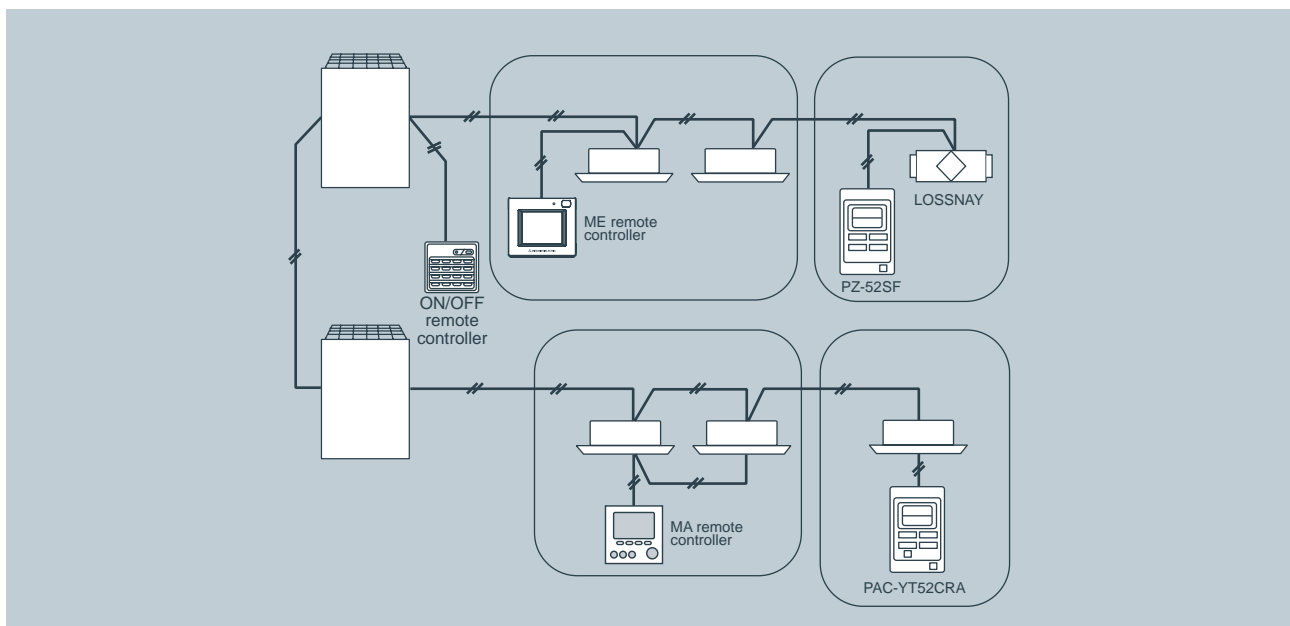 ME remote
controller
LOSSNAY
PZ-52SF
ON/OFF
remote
controller
MA remote
controller
PAC-YT52CRA